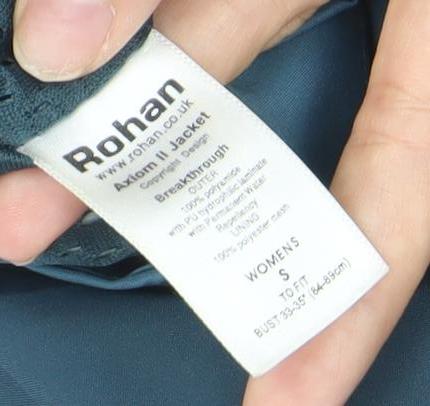 Rohan
www.rohan.co.uk
Axiom II Jacket
Copyright Design
Breakthrough
OUTER
100% polyamide
with PU hydrophilic laminate
with Permanent Water
Repellency
LINING
100% polyester mesh
WOMENS
S
TO FIT
BUST 33-35" (84-89cm)